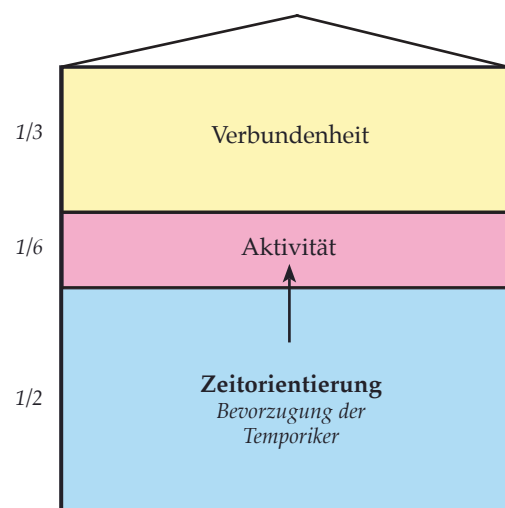 1/3
Verbundenheit
1/6
Aktivität
1/2
Zeitorientierung
Bevorzugung der
Temporiker